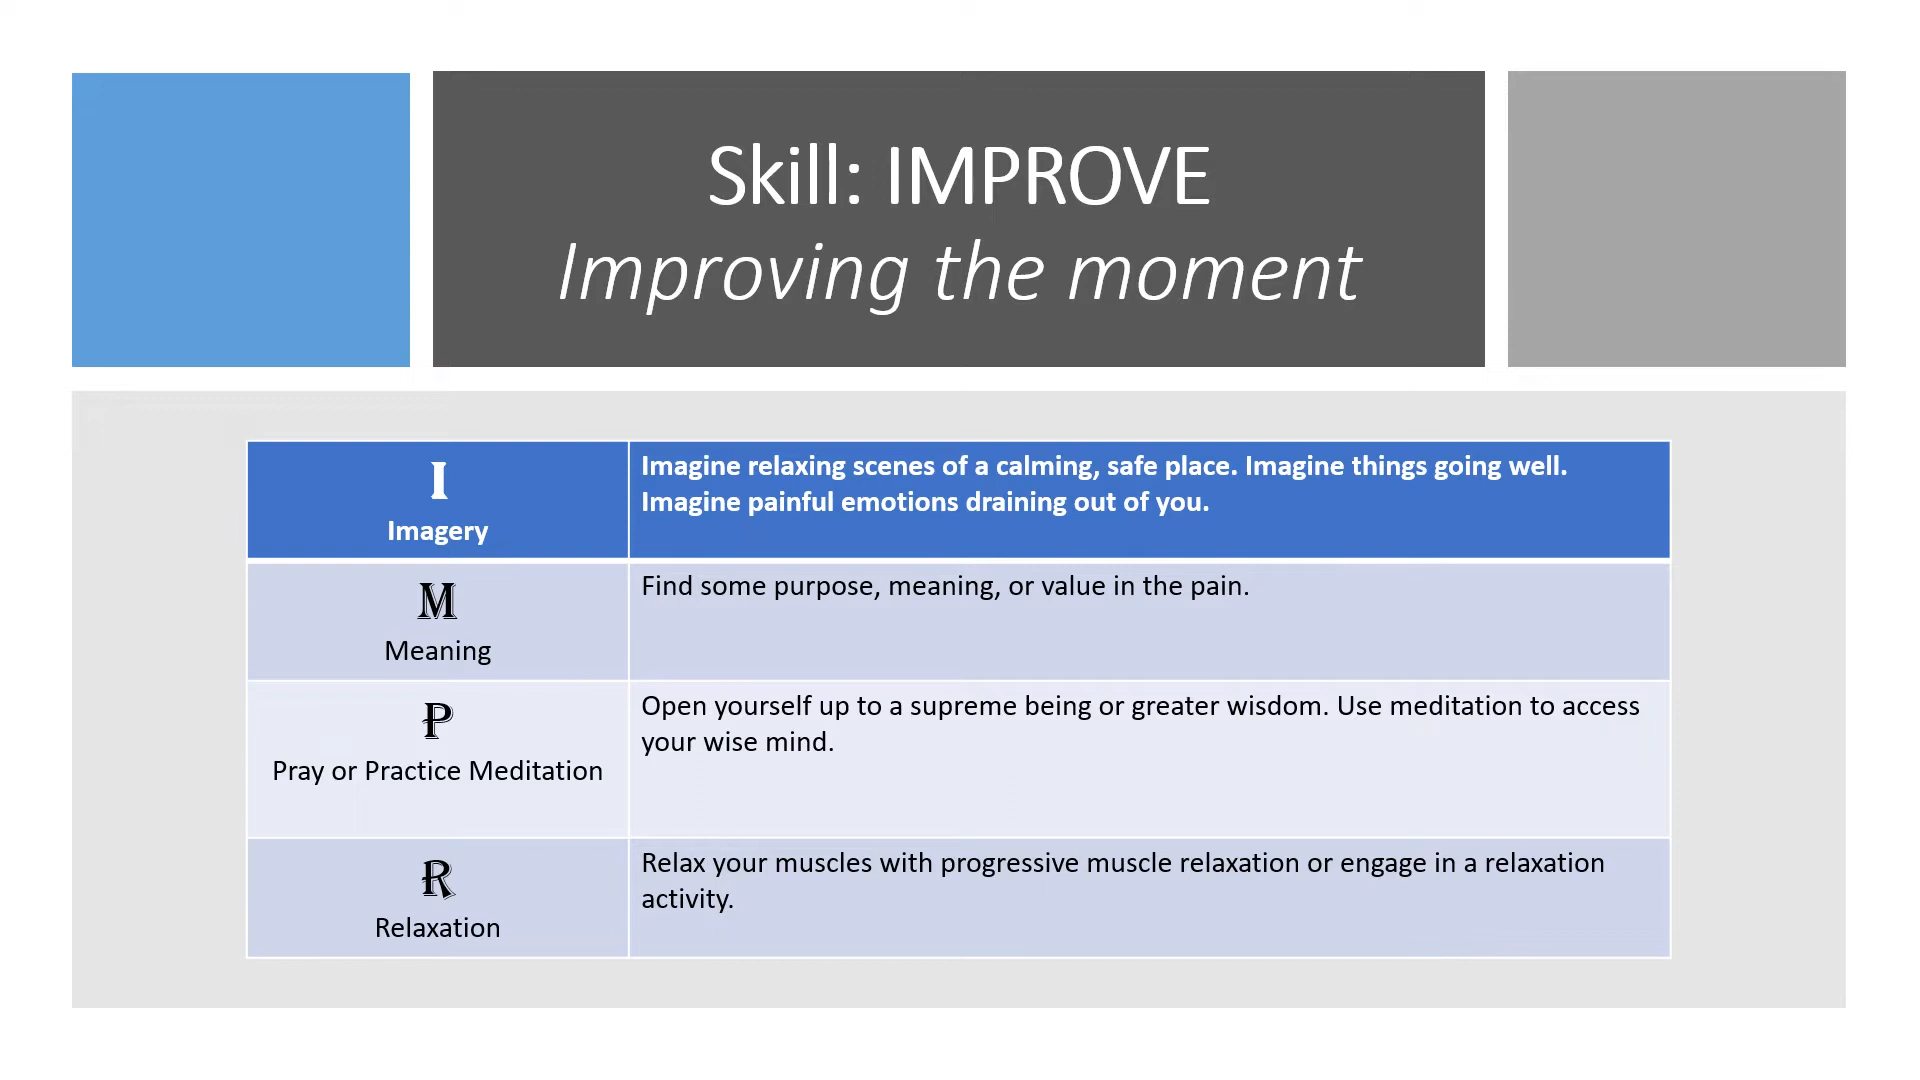 Skill: IMPROVE
Improving the moment
I
Imagery
Imagine relaxing scenes of a calming, safe place. Imagine things going well.
Imagine painful emotions draining out of you.
M
Meaning
Find some purpose, meaning, or value in the pain.
P
Pray or Practice Meditation
Open yourself up to a supreme being or greater wisdom. Use meditation to access
your wise mind.
R
Relaxation
Relax your muscles with progressive muscle relaxation or engage in a relaxation
activity.